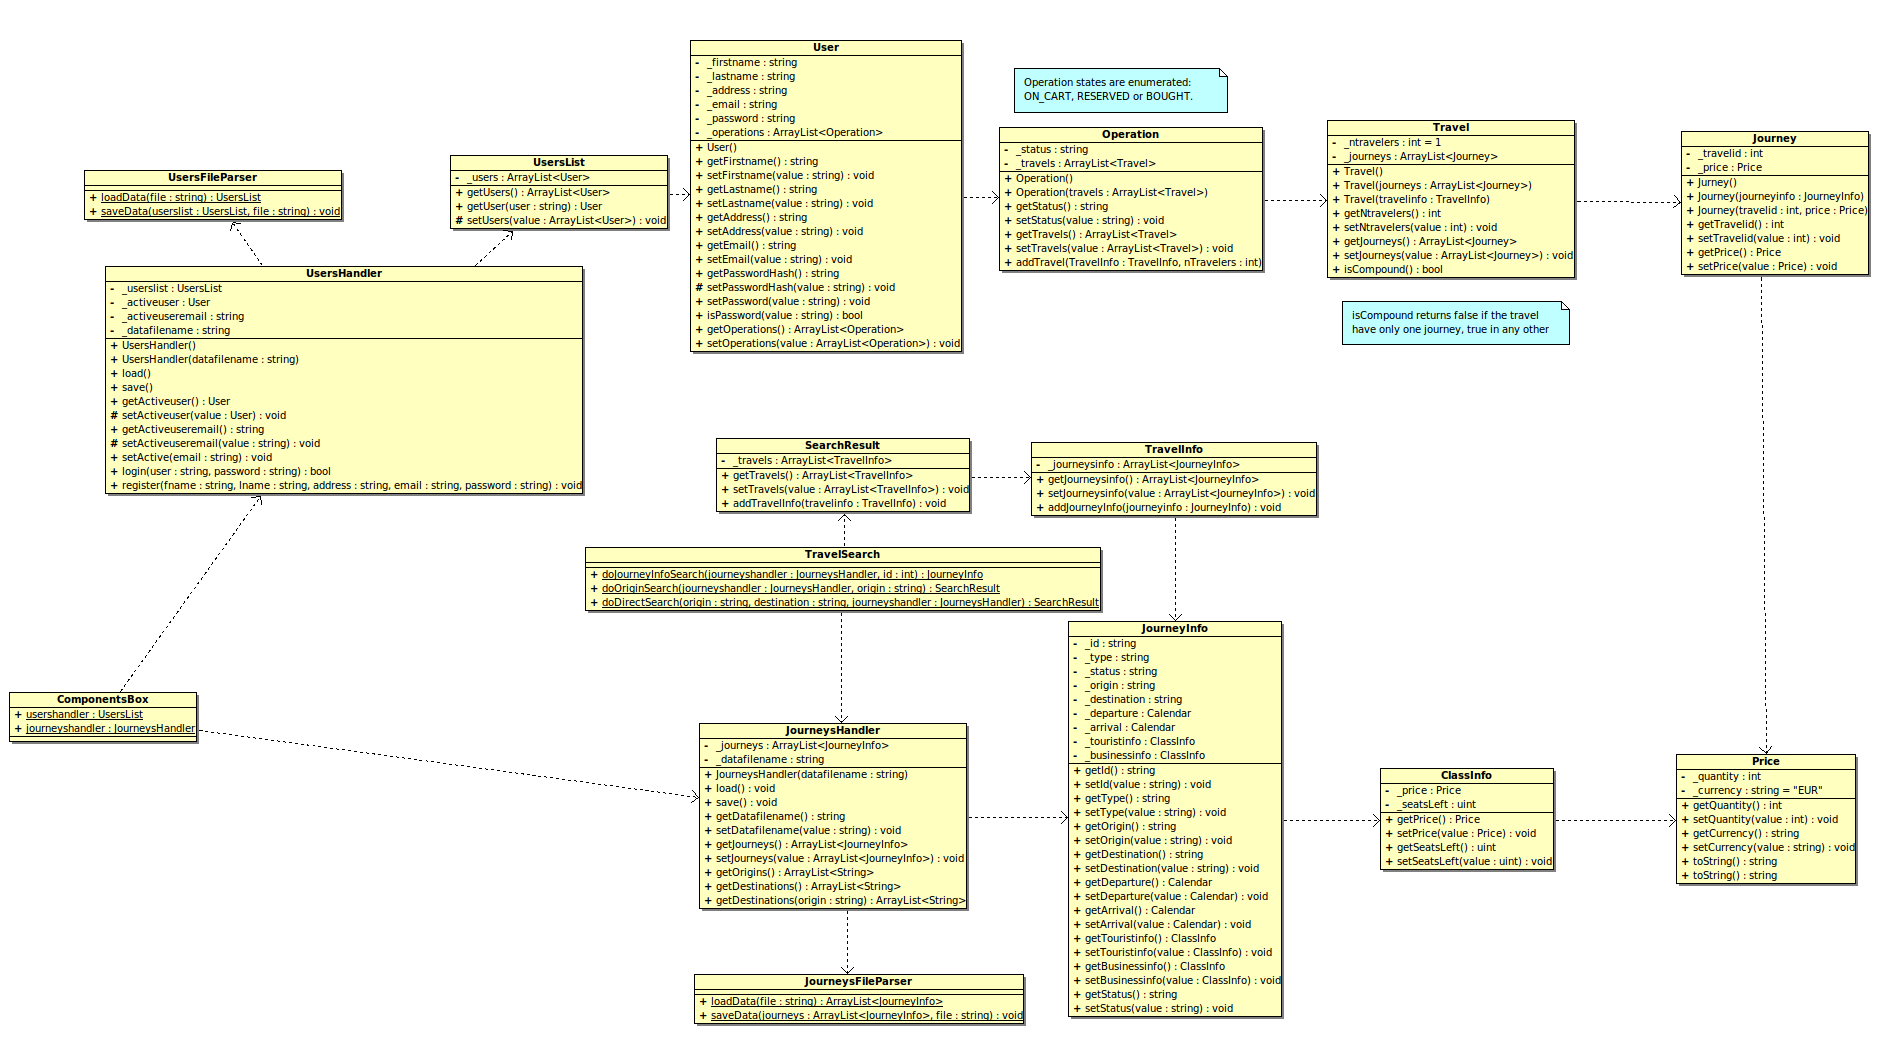 User
- _firstname : string
- _lastname : string
- _address : string
- _email : string
- _password : string
- _operations : ArrayList<Operation>
+ User()
+ getFirstname() : string
+ setFirstname(value : string) : void
+ getLastname() : string
+ setLastname(value : string) : void
+ getAddress() : string
+ setAddress(value : string) : void
+ getEmail() : string
+ setEmail(value : string) : void
+ getPasswordHash() : string
# setPasswordHash(value : string) : void
+ setPassword(value : string) : void
+ isPassword(value : string) : bool
+ getOperations() : ArrayList<Operation>
+ setOperations(value : ArrayList<Operation>) : void
Operation states are enumerated:
ON_CART, RESERVED or BOUGHT.
Operation
- _status : string
- _travels : ArrayList<Travel>
+ Operation()
+ Operation(travels : ArrayList<Travel>)
+ getStatus() : string
+ setStatus(value : string) : void
+ getTravels() : ArrayList<Travel>
+ setTravels(value : ArrayList<Travel>) : void
+ addTravel(TravelInfo : TravelInfo, nTravelers : int)
Travel
- _ntravelers : int = 1
- _journeys : ArrayList<Journey>
+ Travel()
+ Travel(journeys : ArrayList<Journey>)
+ Travel(travelinfo : TravelInfo)
+ getNtravelers() : int
+ setNtravelers(value : int) : void
+ getJourneys() : ArrayList<Journey>
+ setJourneys(value : ArrayList<Journey>) : void
+ isCompound() : bool
isCompound returns false if the travel
have only one journey, true in any other
Journey
- _travelid : int
- _price : Price
+ Jurney()
+ Journey(journeyinfo : JourneyInfo)
+ Journey(travelid : int, price : Price)
+ getTravelid() : int
+ setTravelid(value : int) : void
+ getPrice() : Price
+ setPrice(value : Price) : void
UsersFileParser
+ loadData(file : string) : UsersList
+ saveData(userslist : UsersList, file : string) : void
UsersList
- _users : ArrayList<User>
+ getUsers() : ArrayList<User>
+ getUser(user : string) : User
# setUsers(value : ArrayList<User>) : void
UsersHandler
- _userslist : UsersList
- _activeuser : User
- _activeuseremail : string
- _datafilename : string
+ UsersHandler()
+ UsersHandler(datafilename : string)
+ load()
+ save()
+ getActiveuser() : User
# setActiveuser(value : User) : void
+ getActiveuseremail() : string
# setActiveuseremail(value : string) : void
+ setActive(email : string) : void
+ login(user : string, password : string) : bool
+ register(fname : string, lname : string, address : string, email : string, password : string) : void
SearchResult
- _travels : ArrayList<TravelInfo>
+ getTravels() : ArrayList<TravelInfo>
+ setTravels(value : ArrayList<TravelInfo>) : void
+ addTravelInfo(travelinfo : TravelInfo) : void
TravelInfo
- _journeysinfo : ArrayList<JourneyInfo>
+ getJourneysinfo() : ArrayList<JourneyInfo>
+ setJourneysinfo(value : ArrayList<JourneyInfo>) : void
+ addJourneyInfo(journeyinfo : JourneyInfo) : void
TravelSearch
+ doJourneyInfoSearch(journeyshandler : JourneysHandler, id : int) : JourneyInfo
+ doOriginSearch(journeyshandler : JourneysHandler, origin : string) : SearchResult
+ doDirectSearch(origin : string, destination : string, journeyshandler : JourneysHandler) : SearchResult
ComponentsBox
+ usershandler : UsersList
+ journeyshandler : JourneysHandler
JourneysHandler
- _journeys : ArrayList<JourneyInfo>
- _datafilename : string
+ JourneysHandler(datafilename : string)
+ load() : void
+ save() : void
+ getDatafilename() : string
+ setDatafilename(value : string) : void
+ getJourneys() : ArrayList<JourneyInfo>
+ setJourneys(value : ArrayList<JourneyInfo>) : void
+ getOrigins() : ArrayList<String>
+ getDestinations() : ArrayList<String>
+ getDestinations(origin : string) : ArrayList<String>
JourneysFileParser
+ loadData(file : string) : ArrayList<JourneyInfo>
+ saveData(journeys : ArrayList<JourneyInfo>, file : string) : void
JourneyInfo
- _id : string
- _type : string
- _status : string
- _origin : string
- _destination : string
- _departure : Calendar
- _arrival : Calendar
- _touristinfo : ClassInfo
- _businessinfo : ClassInfo
+ getId() : string
+ setId(value : string) : void
+ getType() : string
+ setType(value : string) : void
+ getOrigin() : string
+ setOrigin(value : string) : void
+ getDestination() : string
+ setDestination(value : string) : void
+ getDeparture() : Calendar
+ setDeparture(value : Calendar) : void
+ getArrival() : Calendar
+ setArrival(value : Calendar) : void
+ getTouristinfo() : ClassInfo
+ setTouristinfo(value : ClassInfo) : void
+ getBusinessinfo() : ClassInfo
+ setBusinessinfo(value : ClassInfo) : void
+ getStatus() : string
+ setStatus(value : string) : void
ClassInfo
- _price : Price
- _seatsLeft : uint
+ getPrice() : Price
+ setPrice(value : Price) : void
+ getSeatsLeft() : uint
+ setSeatsLeft(value : uint) : void
Price
- _quantity : int
- _currency : string = "EUR"
+ getQuantity() : int
+ setQuantity(value : int) : void
+ getCurrency() : string
+ setCurrency(value : string) : void
+ toString() : string
+ toString() : string